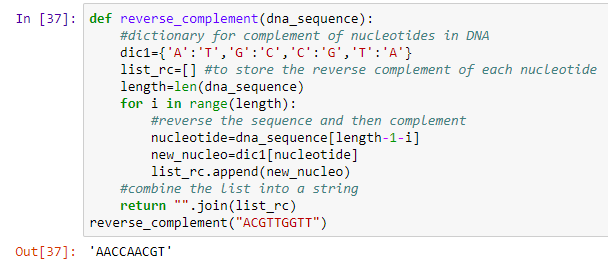 In [37]: def reverse_complement(dna_sequence):
    #dictionary for complement of nucleotides in DNA
    dic1={'A':'T','G':'C','C':'G','T':'A'}
    list_rc=[] #to store the reverse complement of each nucleotide
    length=len(dna_sequence)
    for i in range(length):
        #reverse the sequence and then complement
        nucleotide=dna_sequence[length-1-i]
        new_nucleo=dic1[nucleotide]
        list_rc.append(new_nucleo)
    #combine the list into a string
    return "".join(list_rc)
reverse_complement("ACGTTGGTT")
Out[37]: 'AACCAACGT'